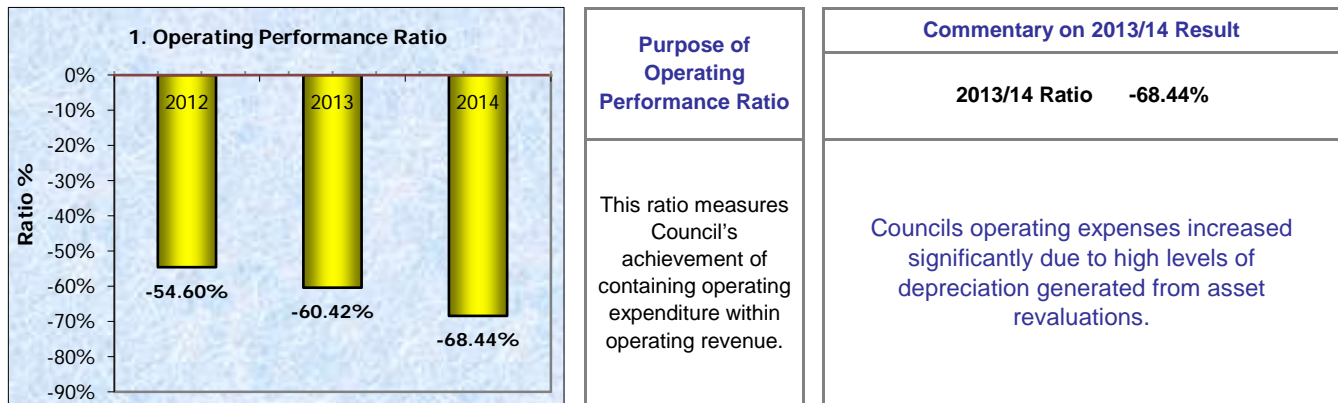 1. Operating Performance Ratio
0%
-10%
-20%
-30%
-40%
-50%
-60%
-70%
-80%
-90%
Ratio %
2012
2013
2014
-54.60%
-60.42%
-68.44%
Purpose of
Operating
Performance Ratio
This ratio measures
Council's
achievement of
containing operating
expenditure within
operating revenue.
Commentary on 2013/14 Result
2013/14 Ratio -68.44%
Councils operating expenses increased
significantly due to high levels of
depreciation generated from asset
revaluations.